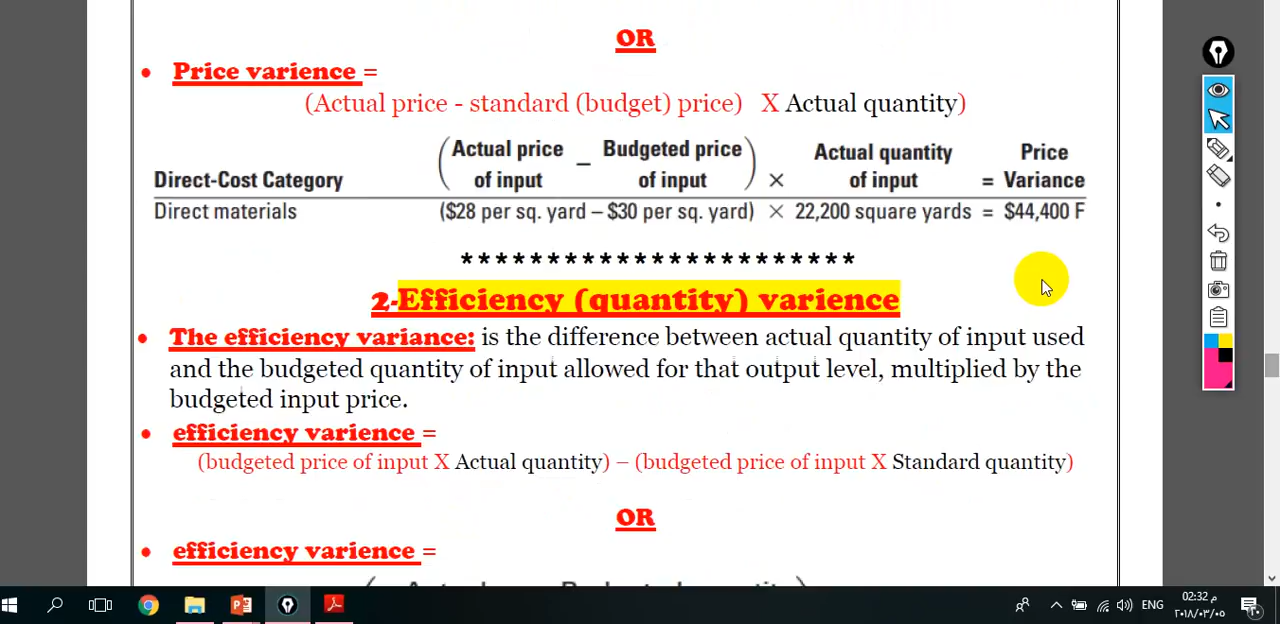 OR
• Price varience =
(Actual price - standard (budget) price) X Actual quantity)
Direct-Cost Category (Actual price of input – Budgeted price of input) × Actual quantity of input = Price Variance
Direct materials ($28 per sq. yard – $30 per sq. yard) × 22,200 square yards = $44,400 F
* * * * * * * * * * * * * * * * * * * * * * *
2-Efficiency (quantity) varience
• The efficiency variance: is the difference between actual quantity of input used
and the budgeted quantity of input allowed for that output level, multiplied by the
budgeted input price.
• efficiency varience =
(budgeted price of input X Actual quantity) – (budgeted price of input X Standard quantity)
OR
• efficiency varience =
ENG
02:32 م
٢٠١٨/٠٣/٠٥